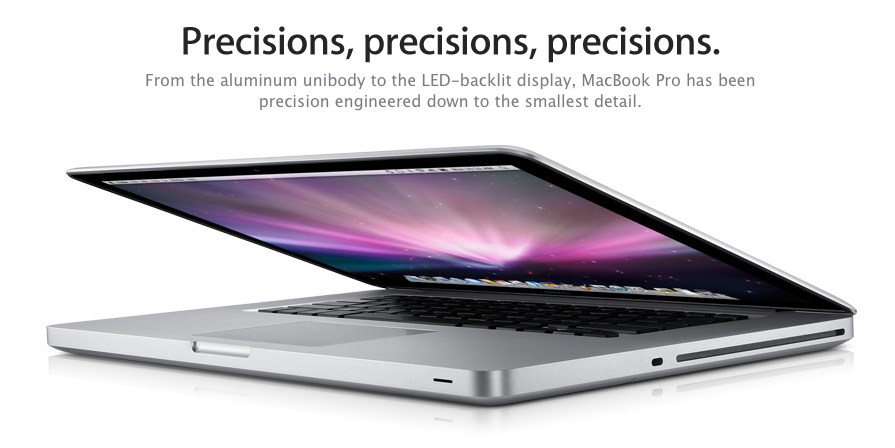 Precisions, precisions, precisions.
From the aluminum unibody to the LED-backlit display, MacBook Pro has been
precision engineered down to the smallest detail.